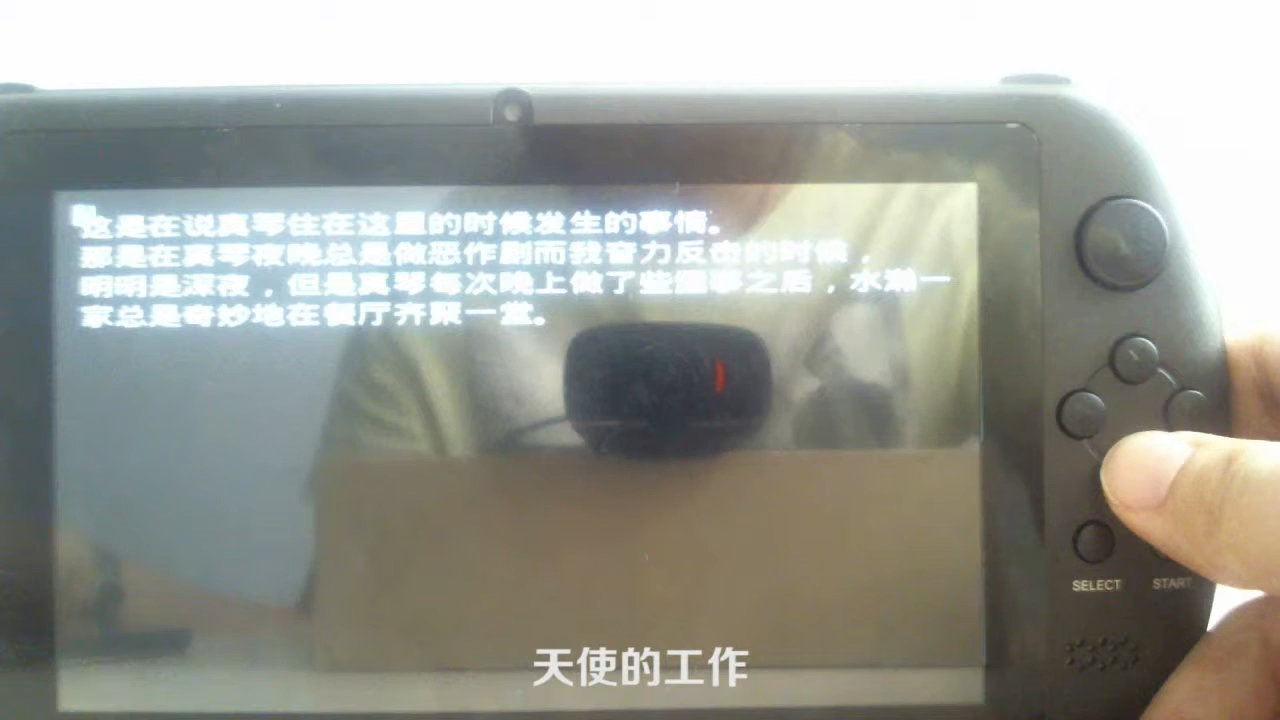 这是在说真琴住在这里的时候发生的事情。
那是在真琴夜晚总是做恶作剧而我奋力反击的时候，
明明是深夜，但是真琴每次晚上做了些事之后，水瀬一
家总是奇妙地在餐厅齐聚一堂。
SELECT
START
天使的工作